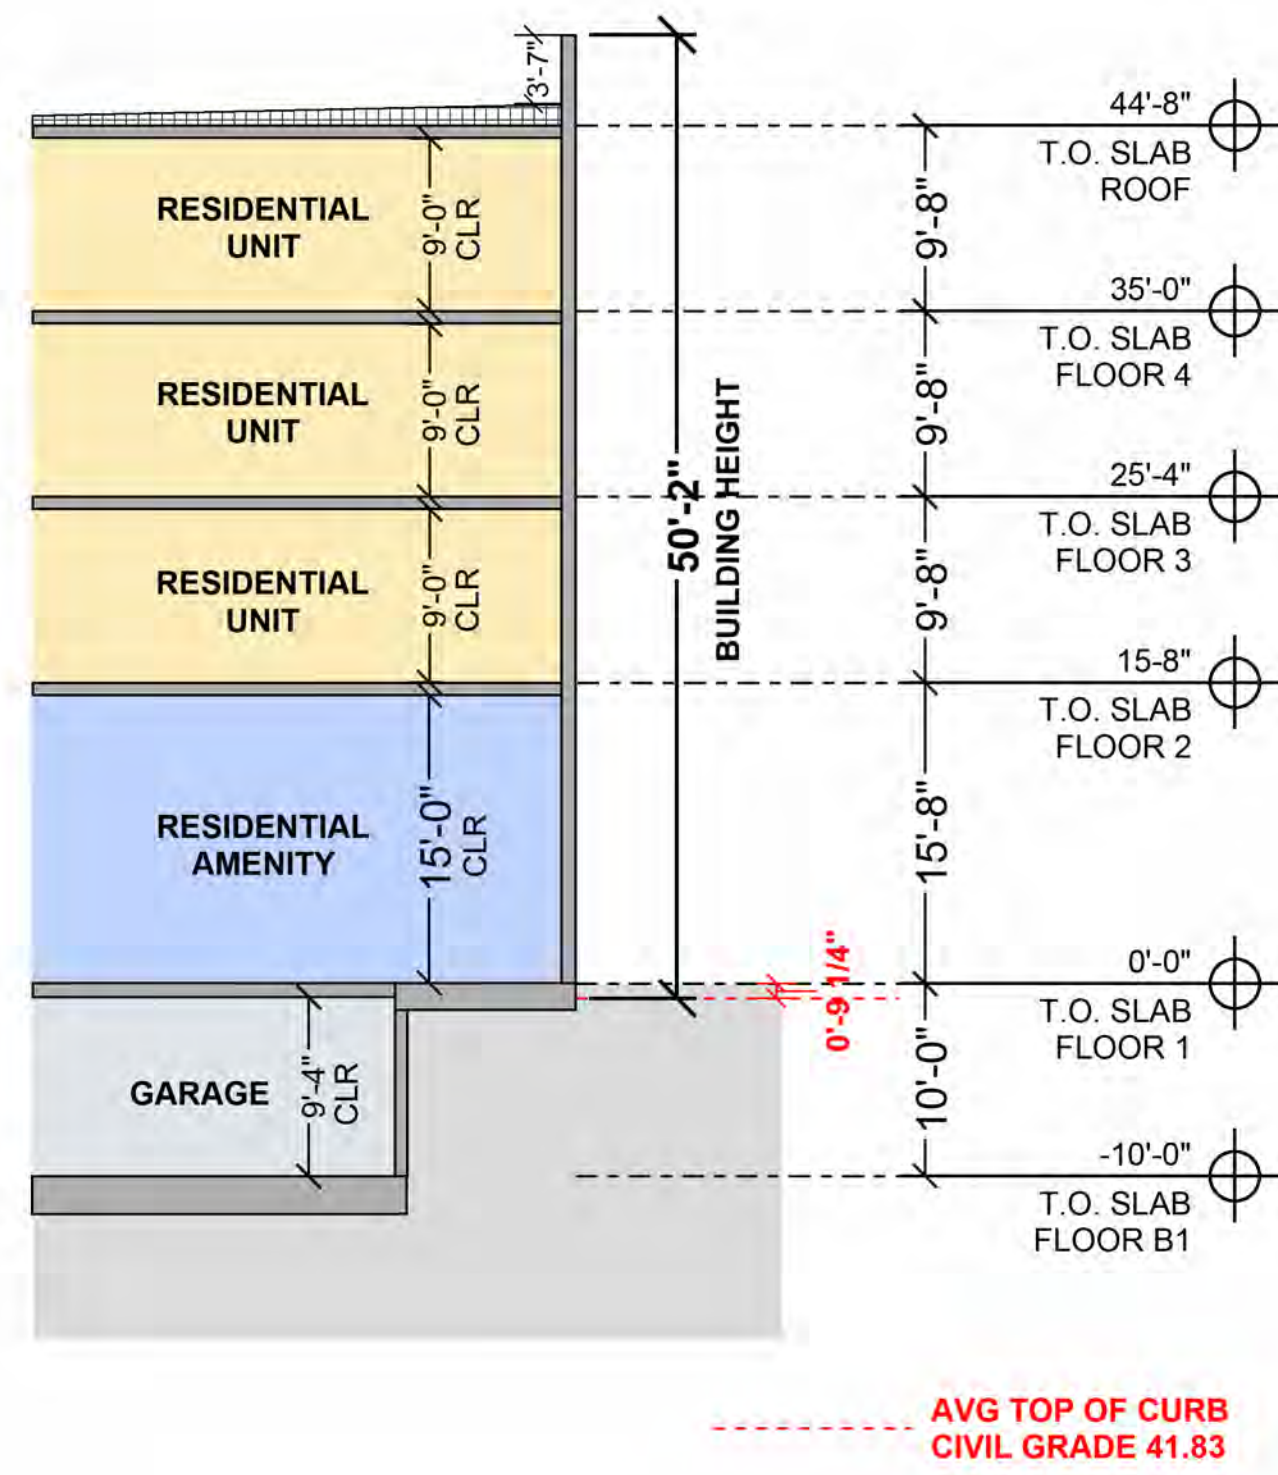 3'-7"
44'-8"
T.O. SLAB
ROOF
RESIDENTIAL
UNIT
9'-0"
CLR
9'-8"
35'-0"
T.O. SLAB
FLOOR 4
RESIDENTIAL
UNIT
9'-0"
CLR
50'-2"
BUILDING HEIGHT
9'-8"
25'-4"
T.O. SLAB
FLOOR 3
RESIDENTIAL
UNIT
9'-0"
CLR
9'-8"
15-8"
T.O. SLAB
FLOOR 2
RESIDENTIAL
AMENITY
15'-0"
CLR
15'-8"
0'-9 1/4"
0'-0"
T.O. SLAB
FLOOR 1
GARAGE
9'-4"
CLR
10'-0"
-10'-0"
T.O. SLAB
FLOOR B1
AVG TOP OF CURB
CIVIL GRADE 41.83